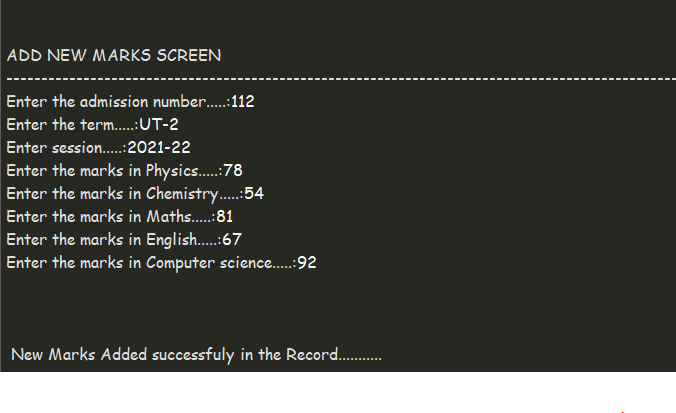 ADD NEW MARKS SCREEN
------------------------------------------------------------------------------------------------
Enter the admission number.....:112
Enter the term.....:UT-2
Enter session.....:2021-22
Enter the marks in Physics.....:78
Enter the marks in Chemistry.....:54
Enter the marks in Maths.....:81
Enter the marks in English.....:67
Enter the marks in Computer science.....:92
New Marks Added successfuly in the Record...........